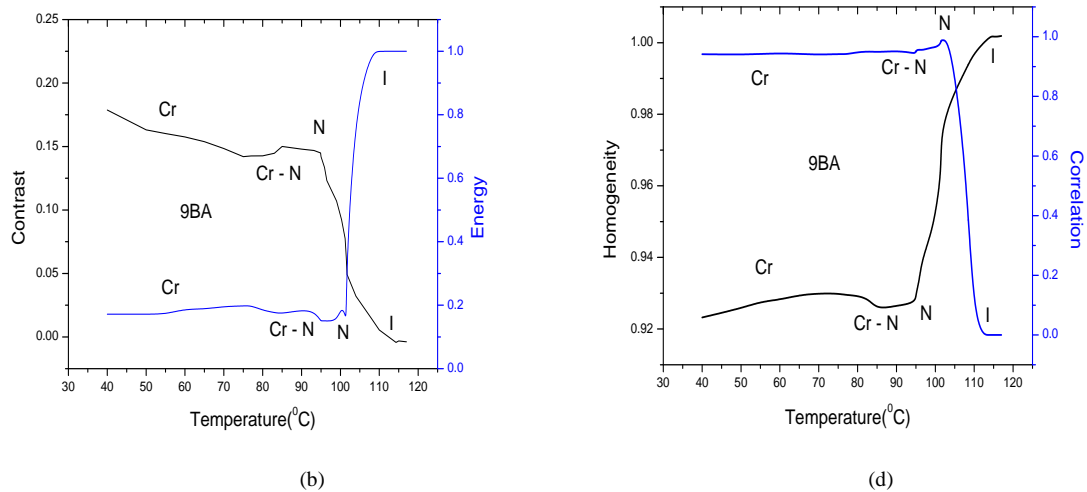 0.25
0.20
0.15
0.10
0.05
0.00
Contrast
Cr
N
I
Cr - N
9BA
Cr
Cr - N
N
I
1.0
0.8
0.6
0.4
0.2
0.0
Energy
30 40 50 60 70 80 90 100 110 120
Temperature(⁰C)
(b)
1.00
0.98
0.96
0.94
0.92
Homogeneity
N
Cr - N
I
Cr
9BA
Cr
Cr - N
N
I
1.0
0.8
0.6
0.4
0.2
0.0
Correlation
30 40 50 60 70 80 90 100 110 120
Temperature(⁰C)
(d)